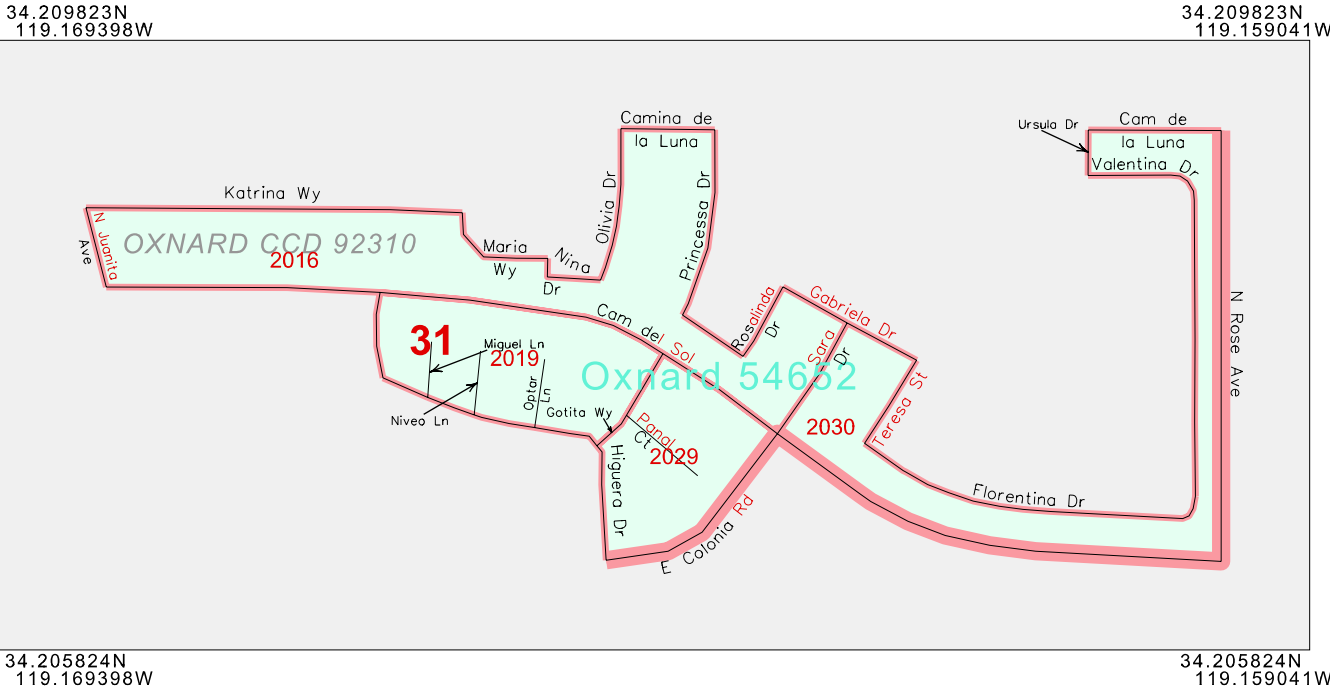 34.209823N
119.169398W
34.209823N
119.159041W
Camina de
la Luna
Cam de
la Luna
Ursula Dr
Valentina Dr
Katrina Wy
N Juanita
Ave
OXNARD CCD 92310
2016
Maria
Wy
Nina
Dr
Olivia Dr
Princessa Dr
Rosalinda
Dr
Gabriela Dr
Sara
Dr
Cam del Sol
31
Miguel Ln
2019
Niveo Ln
Optar
Ln
Gotita Wy
Oxnard 54652
Panal
Ct
2029
2030
Teresa St
Higuera Dr
E Colonia Rd
Florentina Dr
N Rose Ave
34.205824N
119.169398W
34.205824N
119.159041W